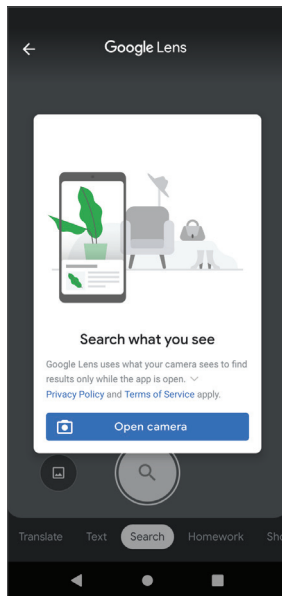 Google Lens
Search what you see
Google Lens uses what your camera sees to find
results only while the app is open.
Privacy Policy and Terms of Service apply.
Open camera
Translate Text Search Homework Sho